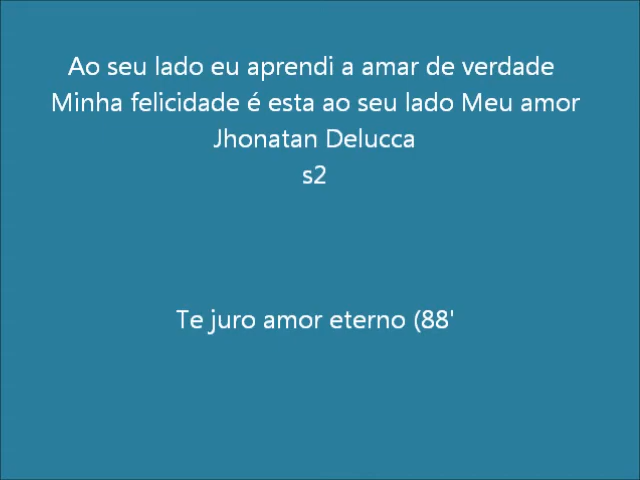 Ao seu lado eu aprendi a amar de verdade
Minha felicidade é esta ao seu lado Meu amor
Jhonatan Delucca
s2
Te juro amor eterno (88'